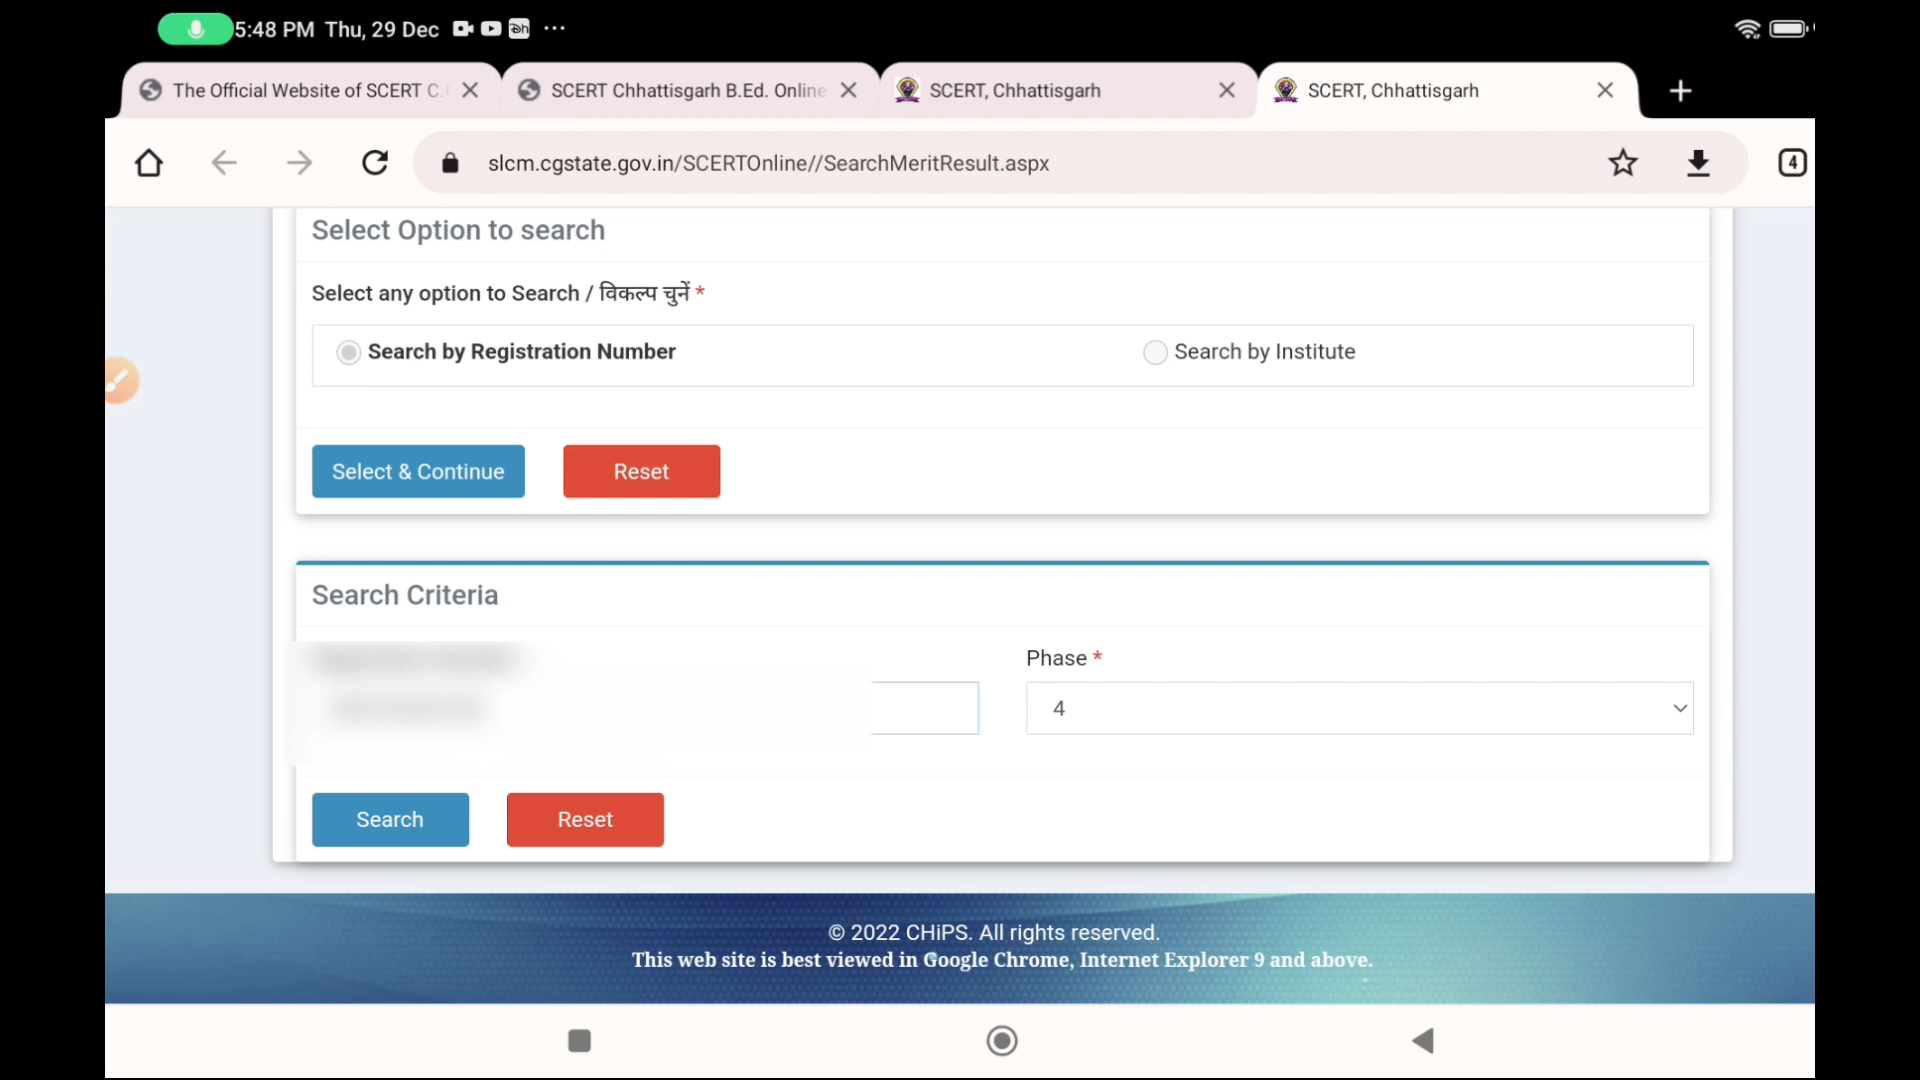 5:48 PM Thu, 29 Dec
The Official Website of SCERT C.
SCERT Chhattisgarh B.Ed. Online
SCERT, Chhattisgarh
SCERT, Chhattisgarh
slcm.cgstate.gov.in/SCERTOnline//SearchMeritResult.aspx
4
Select Option to search
Select any option to Search / विकल्प चुनें *
Search by Registration Number
Search by Institute
Select & Continue
Reset
Search Criteria
Phase *
4
Search
Reset
© 2022 CHiPS. All rights reserved.
This web site is best viewed in Google Chrome, Internet Explorer 9 and above.